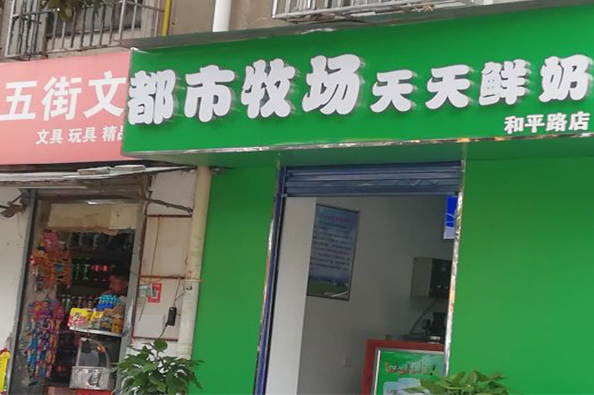 五街文
文具 玩具 精品
都市牧场天天鲜奶
和平路店